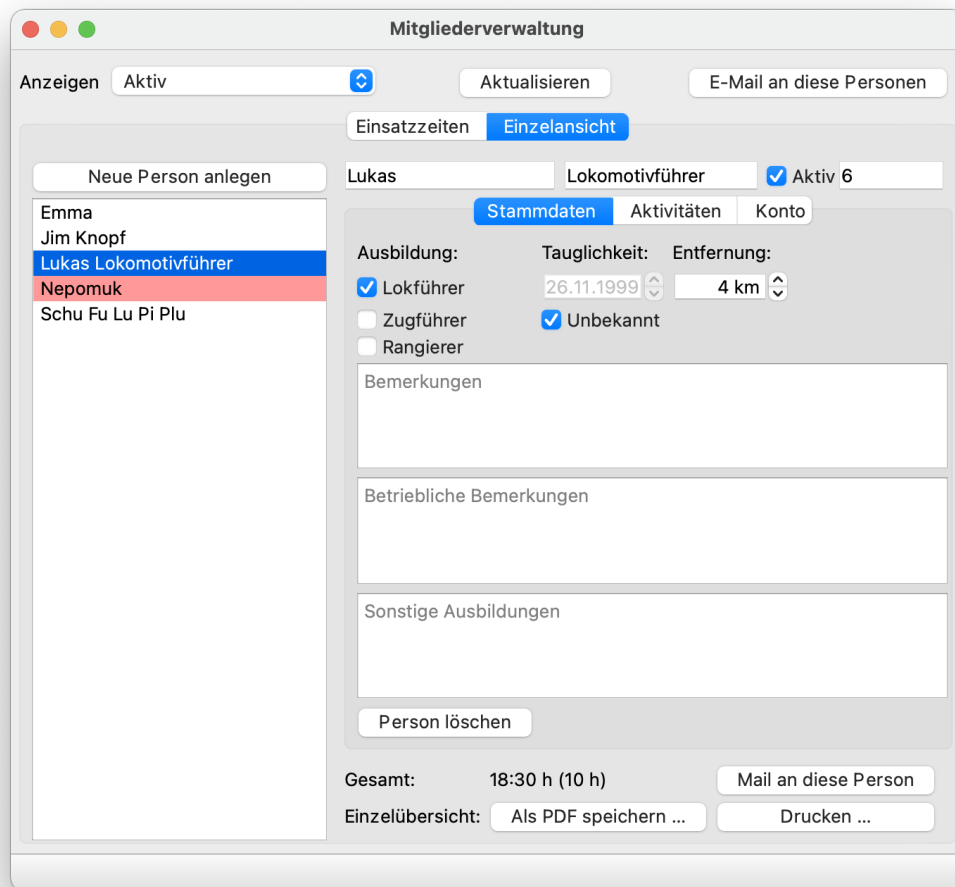 Mitgliederverwaltung
Anzeigen Aktiv Aktualisieren E-Mail an diese Personen
Einsatzzeiten Einzelansicht
Neue Person anlegen
Emma
Jim Knopf
Lukas Lokomotivführer
Nepomuk
Schu Fu Lu Pi Plu
Lukas Lokomotivführer Aktiv 6
Stammdaten Aktivitäten Konto
Ausbildung: Tauglichkeit: Entfernung:
Lokführer 26.11.1999 4 km
Zugführer Unbekannt
Rangierer
Bemerkungen
Betriebliche Bemerkungen
Sonstige Ausbildungen
Person löschen
Gesamt: 18:30 h (10 h) Mail an diese Person
Einzelübersicht: Als PDF speichern ... Drucken ...